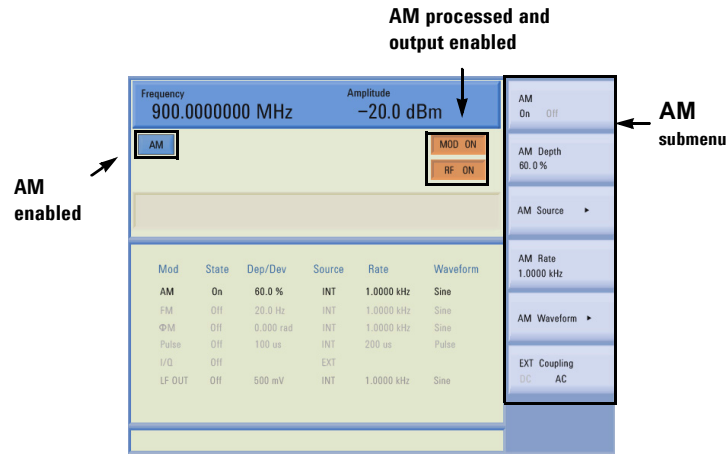 AM processed and
output enabled
Frequency
900.0000000 MHz
Amplitude
−20.0 dBm
AM
MOD ON
RF ON
AM
enabled
AM
On Off
AM Depth
60.0%
AM Source ►
AM Rate
1.0000 kHz
AM Waveform ►
EXT Coupling
DC AC
AM
submenu
Mod State Dep/Dev Source Rate Waveform
AM On 60.0 % INT 1.0000 kHz Sine
FM Off 20.0 Hz INT 1.0000 kHz Sine
ΦM Off 0.000 rad INT 1.0000 kHz Sine
Pulse Off 100 us INT 200 us Pulse
I/Q Off EXT
LF OUT Off 500 mV INT 1.0000 kHz Sine